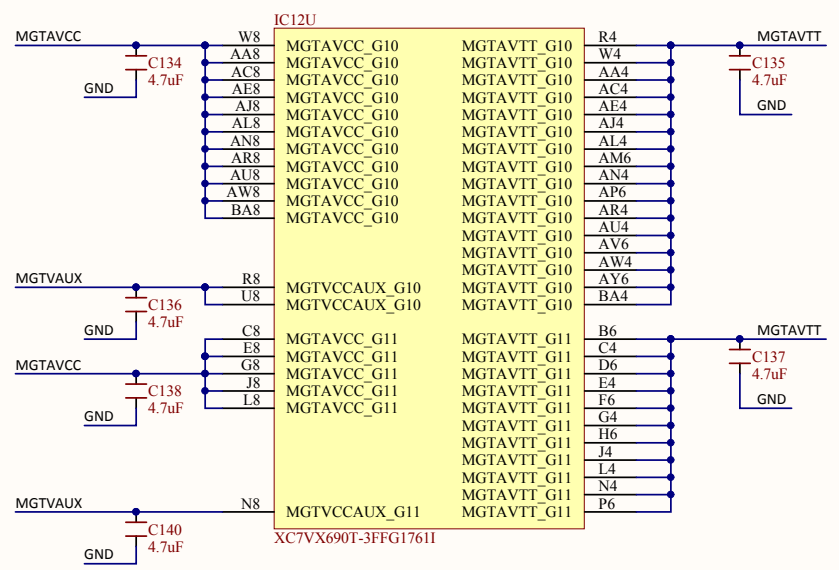 IC12U
MGTAVCC W8 MGTAVCC_G10 MGTAVTT_G10 R4 MGTAVTT
AA8 MGTAVCC_G10 MGTAVTT_G10 W4
C134 AC8 MGTAVCC_G10 MGTAVTT_G10 AA4 C135
4.7uF AE8 MGTAVCC_G10 MGTAVTT_G10 AC4 4.7uF
GND AJ8 MGTAVCC_G10 MGTAVTT_G10 AE4 GND
AL8 MGTAVCC_G10 MGTAVTT_G10 AJ4
AN8 MGTAVCC_G10 MGTAVTT_G10 AL4
AR8 MGTAVCC_G10 MGTAVTT_G10 AM6
AU8 MGTAVCC_G10 MGTAVTT_G10 AN4
AW8 MGTAVCC_G10 MGTAVTT_G10 AP6
BA8 MGTAVCC_G10 MGTAVTT_G10 AR4
MGTAVTT_G10 AU4
MGTAVTT_G10 AV6
MGTAVTT_G10 AW4
MGTVAUX R8 MGTVCCAUX_G10 MGTAVTT_G10 AY6
C136 U8 MGTVCCAUX_G10 MGTAVTT_G10 BA4
4.7uF
GND C8 MGTAVCC_G11 MGTAVTT_G11 B6 MGTAVTT
E8 MGTAVCC_G11 MGTAVTT_G11 C4 C137
MGTAVCC G8 MGTAVCC_G11 MGTAVTT_G11 D6 4.7uF
C138 J8 MGTAVCC_G11 MGTAVTT_G11 E4
4.7uF L8 MGTAVCC_G11 MGTAVTT_G11 F6 GND
GND MGTAVTT_G11 G4
MGTAVTT_G11 H6
MGTAVTT_G11 J4
MGTAVTT_G11 L4
MGTAVTT_G11 N4
MGTVAUX N8 MGTVCCAUX_G11 MGTAVTT_G11 P6
C140 XC7VX690T-3FFG1761I
4.7uF
GND